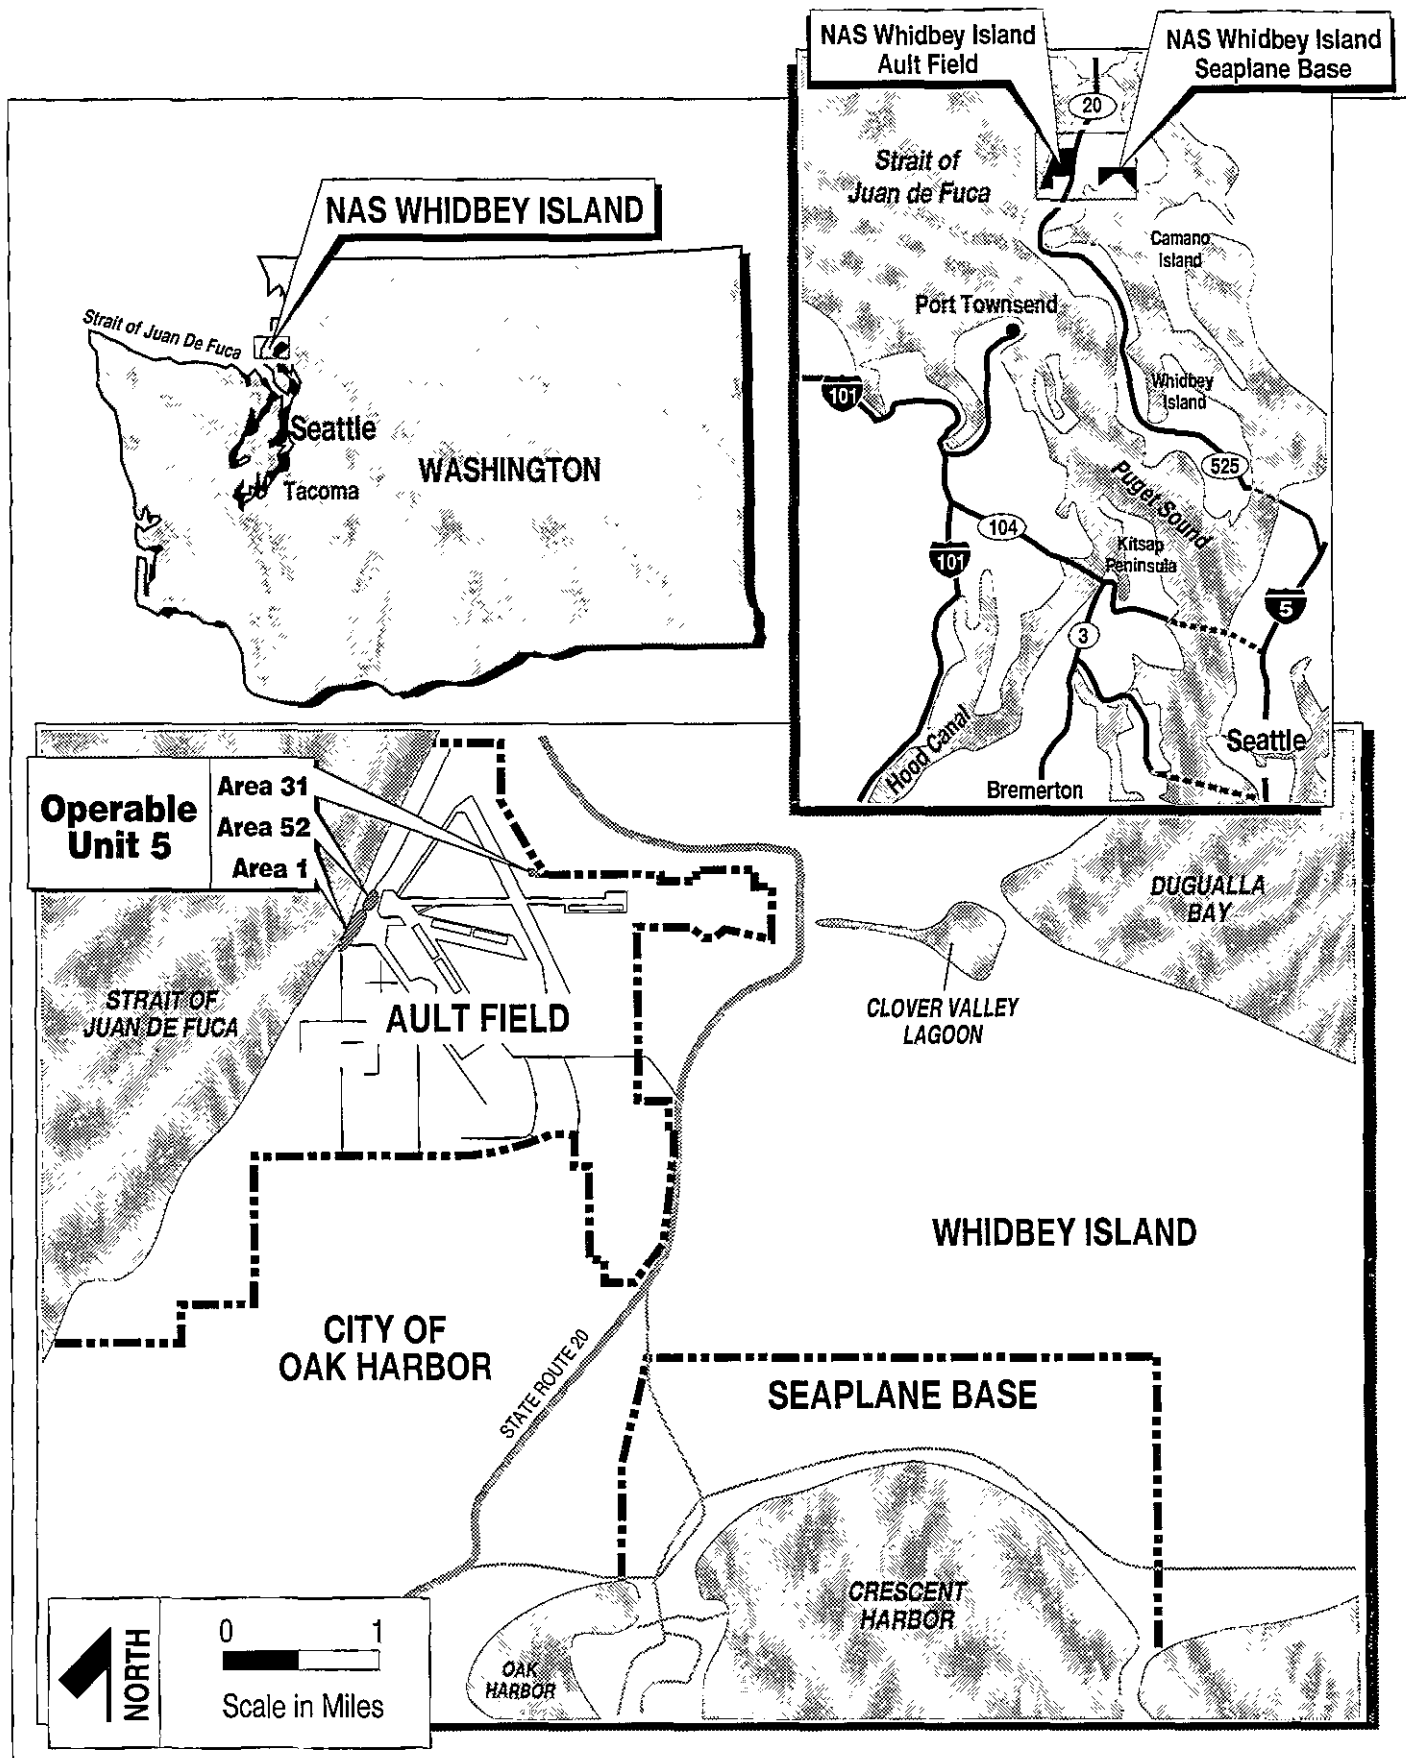 NAS Whidbey Island
Ault Field
NAS Whidbey Island
Seaplane Base
20
Strait of
Juan de Fuca
Camano
Island
Port Townsend
101
Whidbey
Island
525
Puget Sound
104
Kitsap
Peninsula
101
5
3
Hood Canal
Seattle
Bremerton
NAS WHIDBEY ISLAND
Strait of Juan De Fuca
Seattle
WASHINGTON
Tacoma
Operable
Unit 5
Area 31
Area 52
Area 1
DUGUALLA
BAY
STRAIT OF
JUAN DE FUCA
AULT FIELD
CLOVER VALLEY
LAGOON
WHIDBEY ISLAND
CITY OF
OAK HARBOR
STATE ROUTE 20
SEAPLANE BASE
CRESCENT
HARBOR
OAK
HARBOR
NORTH
0 1
Scale in Miles